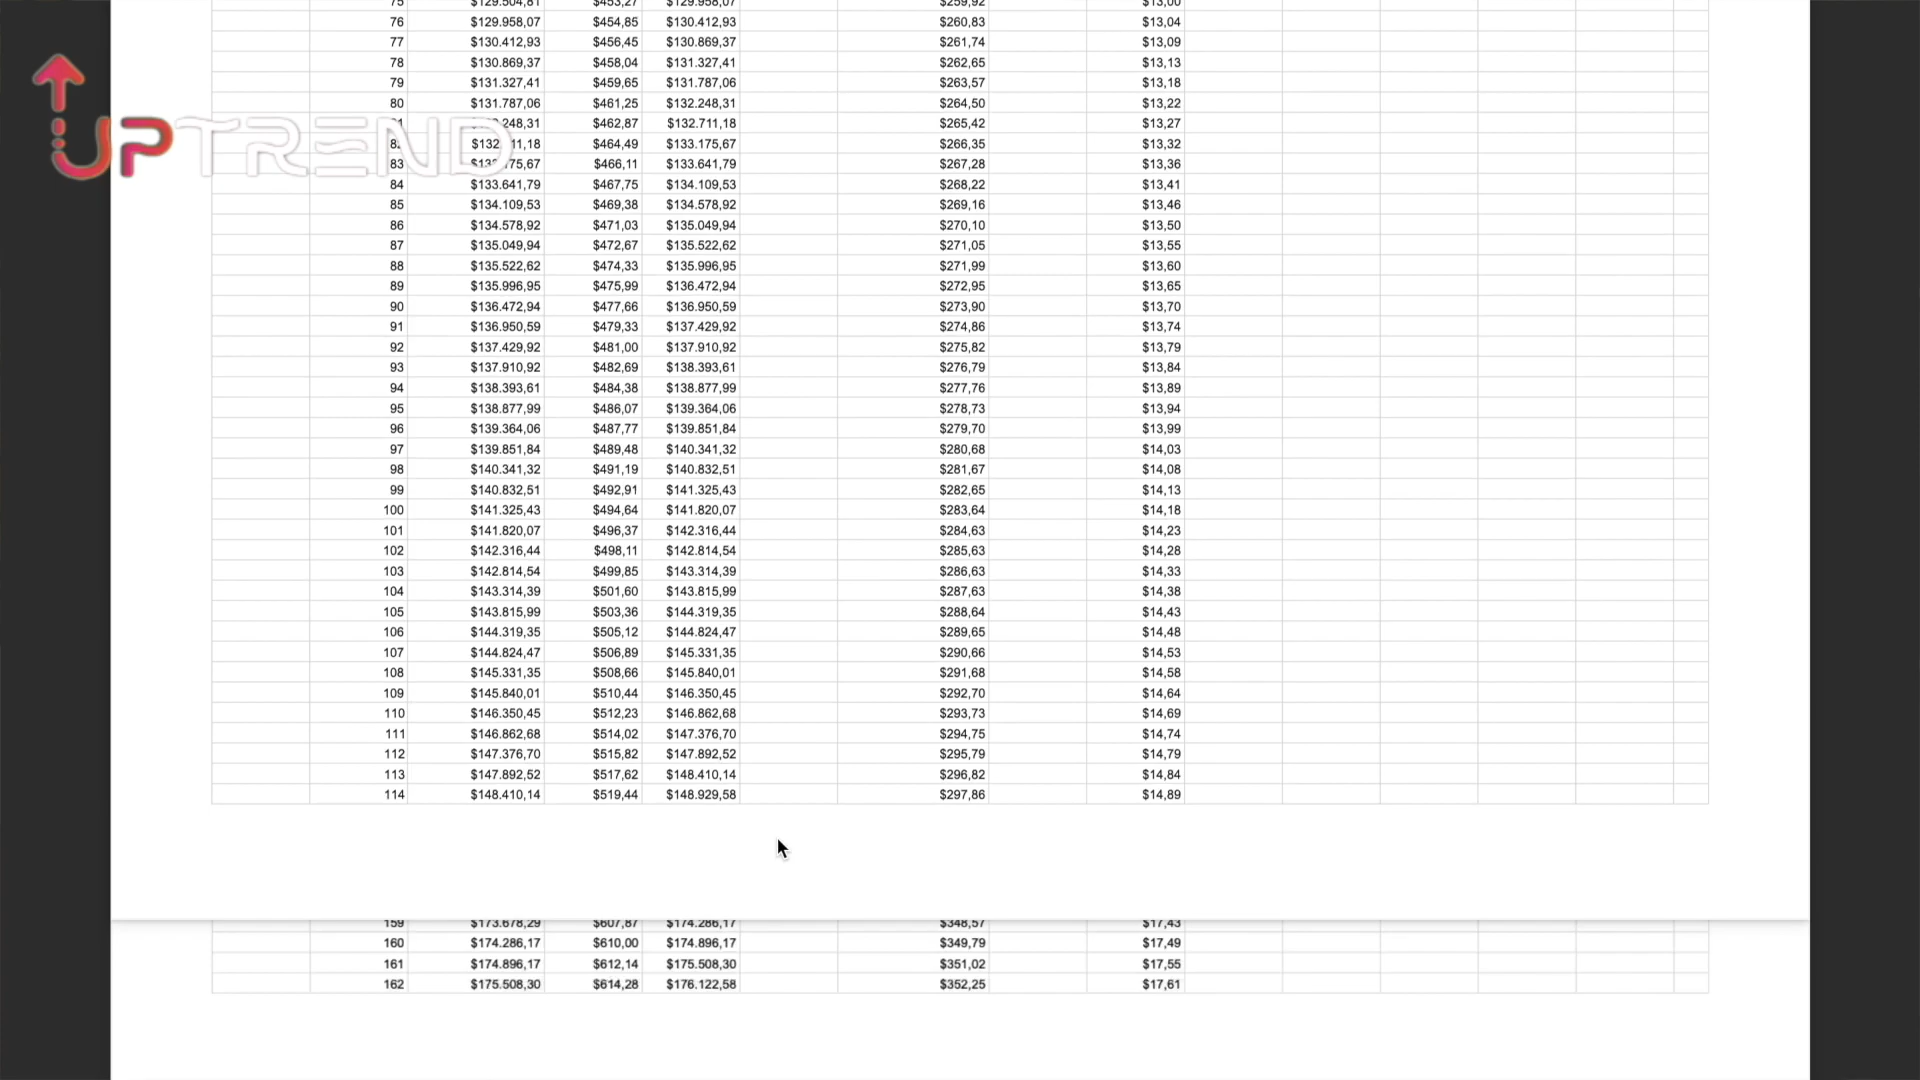 75 $129.504,81 $453,27 $129.958,07 $259,92 $13,00
76 $129.958,07 $454,85 $130.412,93 $260,83 $13,04
77 $130.412,93 $456,45 $130.869,37 $261,74 $13,09
78 $130.869,37 $458,04 $131.327,41 $262,65 $13,13
79 $131.327,41 $459,65 $131.787,06 $263,57 $13,18
80 $131.787,06 $461,25 $132.248,31 $264,50 $13,22
UPTREND
$462,87 $132.711,18 $265,42 $13,27
$464,49 $133.175,67 $266,35 $13,32
83 $466,11 $133.641,79 $267,28 $13,36
84 $133.641,79 $467,75 $134.109,53 $268,22 $13,41
85 $134.109,53 $469,38 $134.578,92 $269,16 $13,46
86 $134.578,92 $471,03 $135.049,94 $270,10 $13,50
87 $135.049,94 $472,67 $135.522,62 $271,05 $13,55
88 $135.522,62 $474,33 $135.996,95 $271,99 $13,60
89 $135.996,95 $475,99 $136.472,94 $272,95 $13,65
90 $136.472,94 $477,66 $136.950,59 $273,90 $13,70
91 $136.950,59 $479,33 $137.429,92 $274,86 $13,74
92 $137.429,92 $481,00 $137.910,92 $275,82 $13,79
93 $137.910,92 $482,69 $138.393,61 $276,79 $13,84
94 $138.393,61 $484,38 $138.877,99 $277,76 $13,89
95 $138.877,99 $486,07 $139.364,06 $278,73 $13,94
96 $139.364,06 $487,77 $139.851,84 $279,70 $13,99
97 $139.851,84 $489,48 $140.341,32 $280,68 $14,03
98 $140.341,32 $491,19 $140.832,51 $281,67 $14,08
99 $140.832,51 $492,91 $141.325,43 $282,65 $14,13
100 $141.325,43 $494,64 $141.820,07 $283,64 $14,18
101 $141.820,07 $496,37 $142.316,44 $284,63 $14,23
102 $142.316,44 $498,11 $142.814,54 $285,63 $14,28
103 $142.814,54 $499,85 $143.314,39 $286,63 $14,33
104 $143.314,39 $501,60 $143.815,99 $287,63 $14,38
105 $143.815,99 $503,36 $144.319,35 $288,64 $14,43
106 $144.319,35 $505,12 $144.824,47 $289,65 $14,48
107 $144.824,47 $506,89 $145.331,35 $290,66 $14,53
108 $145.331,35 $508,66 $145.840,01 $291,68 $14,58
109 $145.840,01 $510,44 $146.350,45 $292,70 $14,64
110 $146.350,45 $512,23 $146.862,68 $293,73 $14,69
111 $146.862,68 $514,02 $147.376,70 $294,75 $14,74
112 $147.376,70 $515,82 $147.892,52 $295,79 $14,79
113 $147.892,52 $517,62 $148.410,14 $296,82 $14,84
114 $148.410,14 $519,44 $148.929,58 $297,86 $14,89
159 $173.678,29 $607,87 $174.286,17 $348,57 $17,43
160 $174.286,17 $610,00 $174.896,17 $349,79 $17,49
161 $174.896,17 $612,14 $175.508,30 $351,02 $17,55
162 $175.508,30 $614,28 $176.122,58 $352,25 $17,61